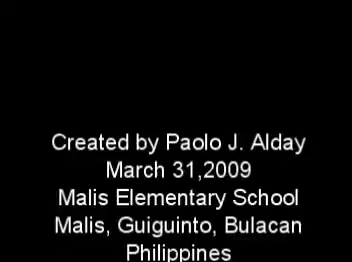 Created by Paolo J. Alday
March 31,2009
Malis Elementary School
Malis, Guiguinto, Bulacan
Philippines